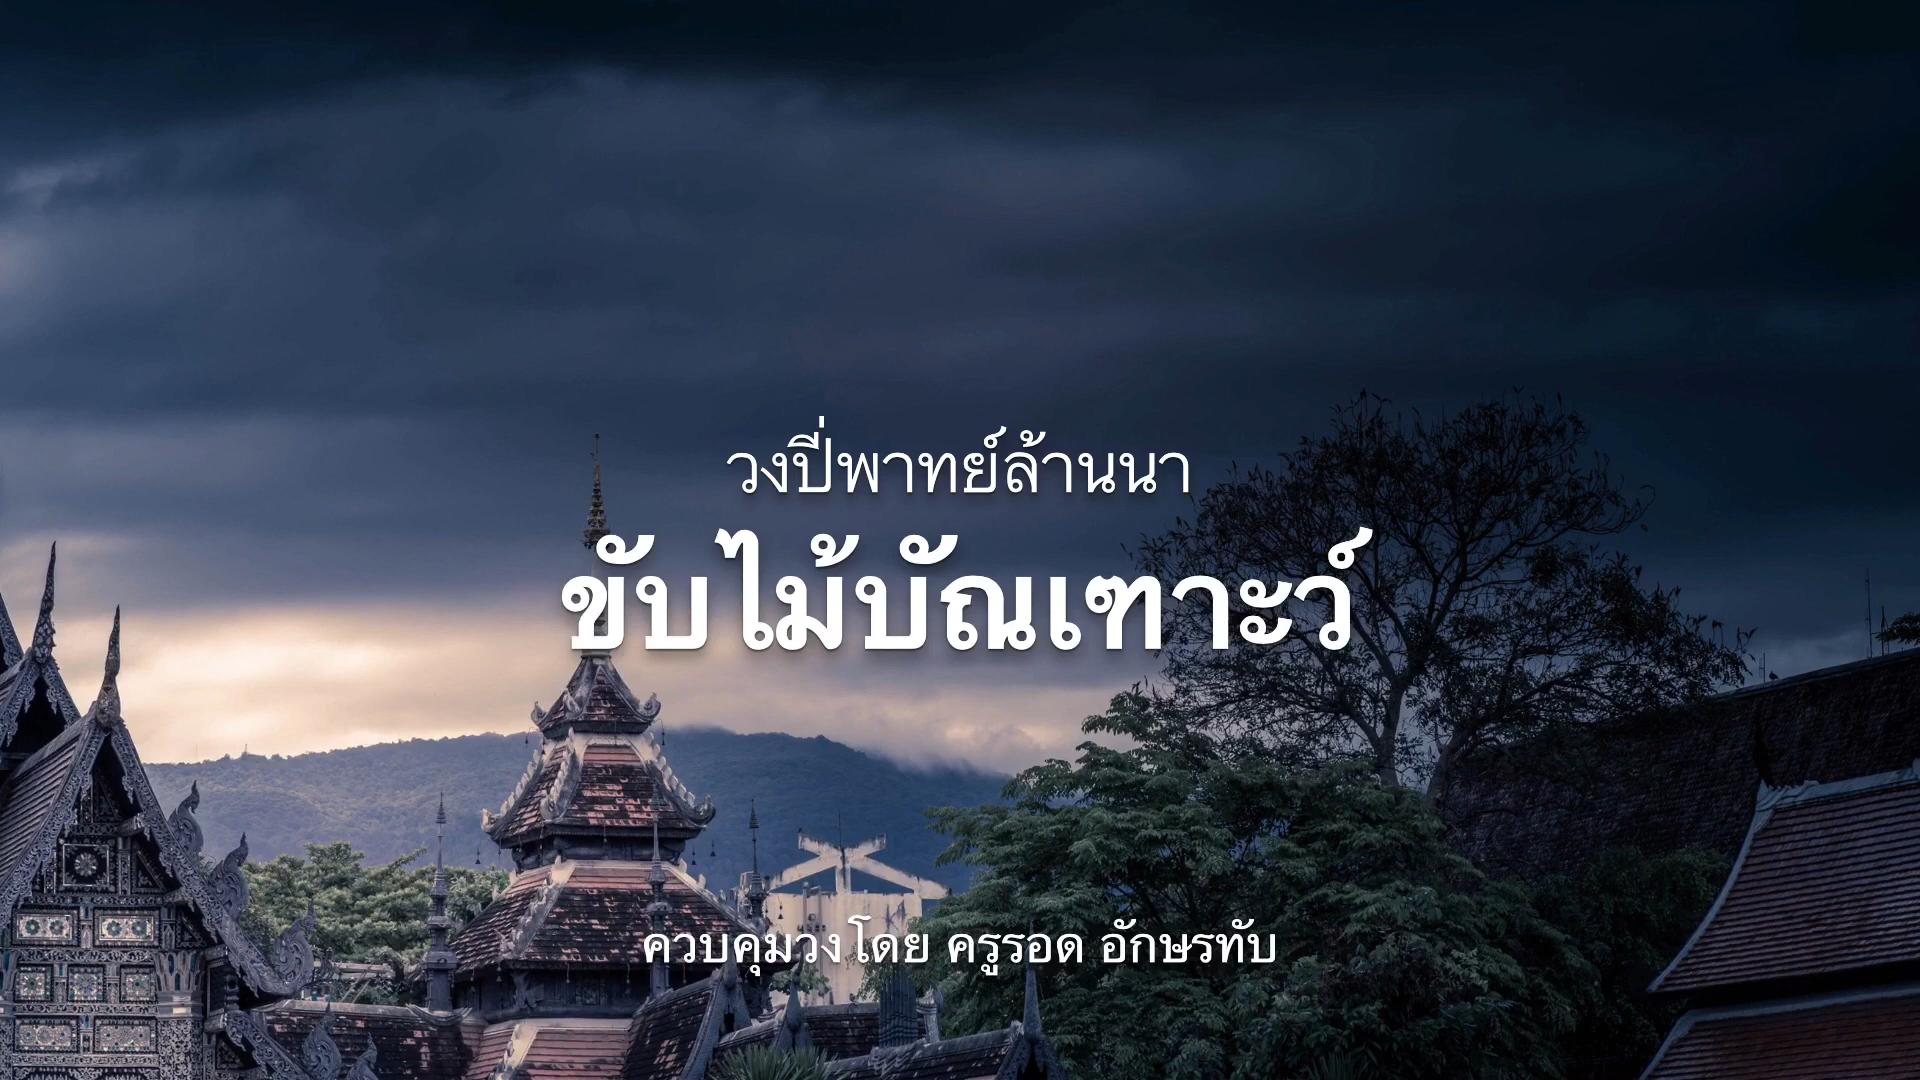 วงปี่พาทย์ล้านนา
ขับไม้บัณเฑาะว์
ควบคุมวงโดย ครูรอด อักษรทับ